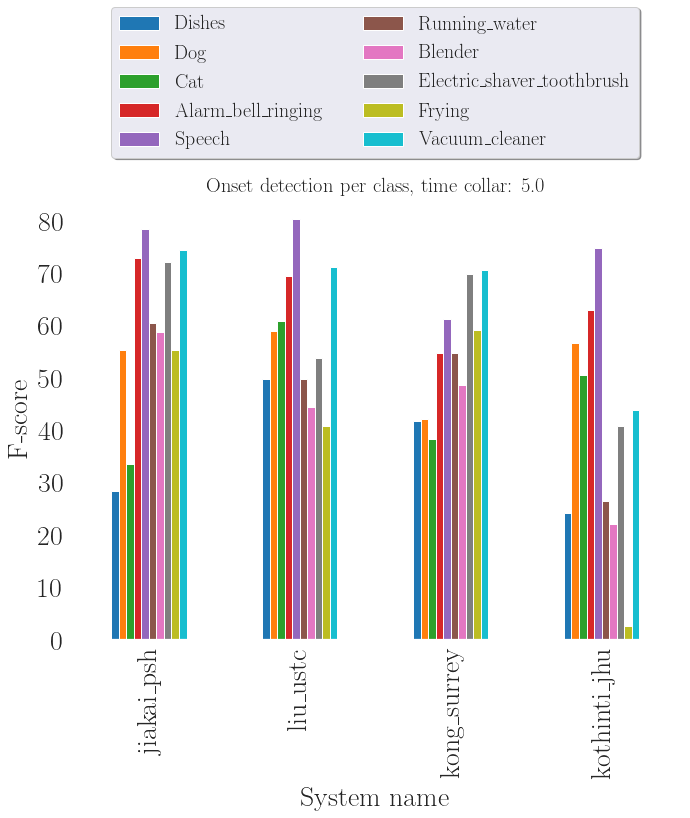 Dishes
Dog
Cat
Alarm_bell_ringing
Speech
Running_water
Blender
Electric_shaver_toothbrush
Frying
Vacuum_cleaner
Onset detection per class, time collar: 5.0
80
70
60
50
40
30
20
10
0
F-score
jiakai_psh
liu_ustc
kong_surrey
kothinti_jhu
System name